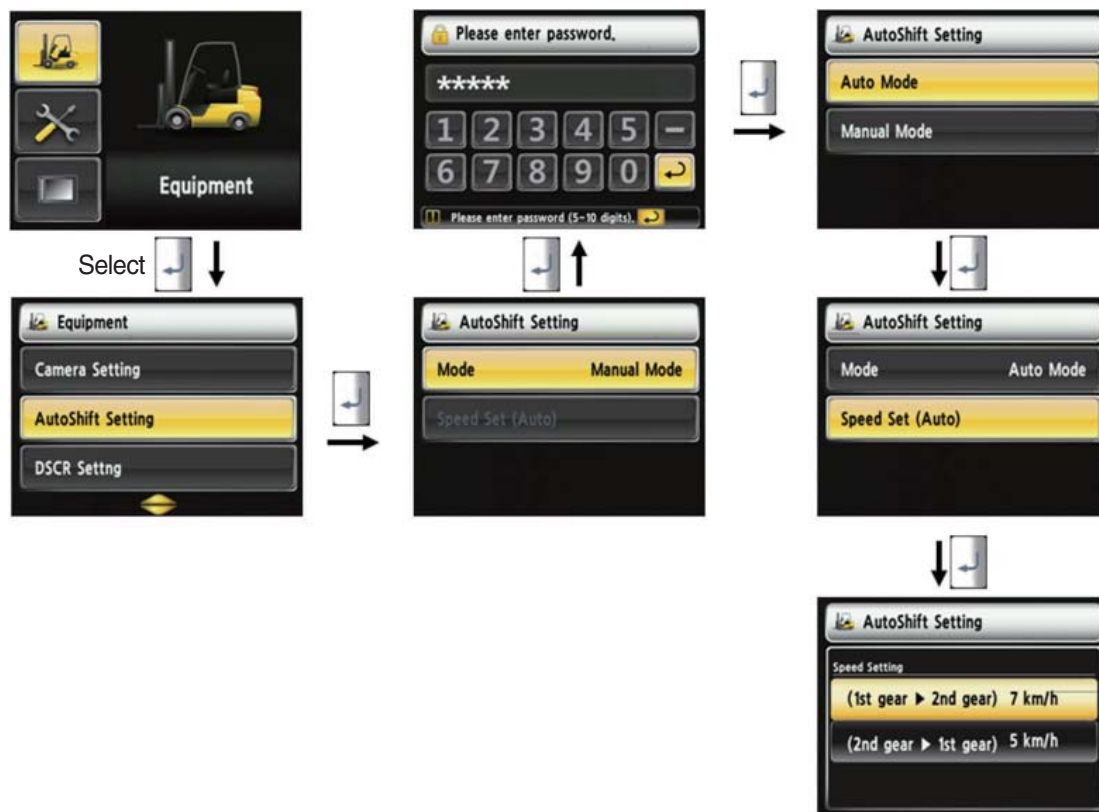 Equipment
Select
Equipment
Camera Setting
AutoShift Setting
DSCR Settng
AutoShift Setting
Mode Manual Mode
Speed Set (Auto)
Please enter password.
*****
1 2 3 4 5 -
6 7 8 9 0
Please enter password (5~10 digits).
AutoShift Setting
Auto Mode
Manual Mode
AutoShift Setting
Mode Auto Mode
Speed Set (Auto)
AutoShift Setting
Speed Setting
(1st gear ▶ 2nd gear) 7 km/h
(2nd gear ▶ 1st gear) 5 km/h